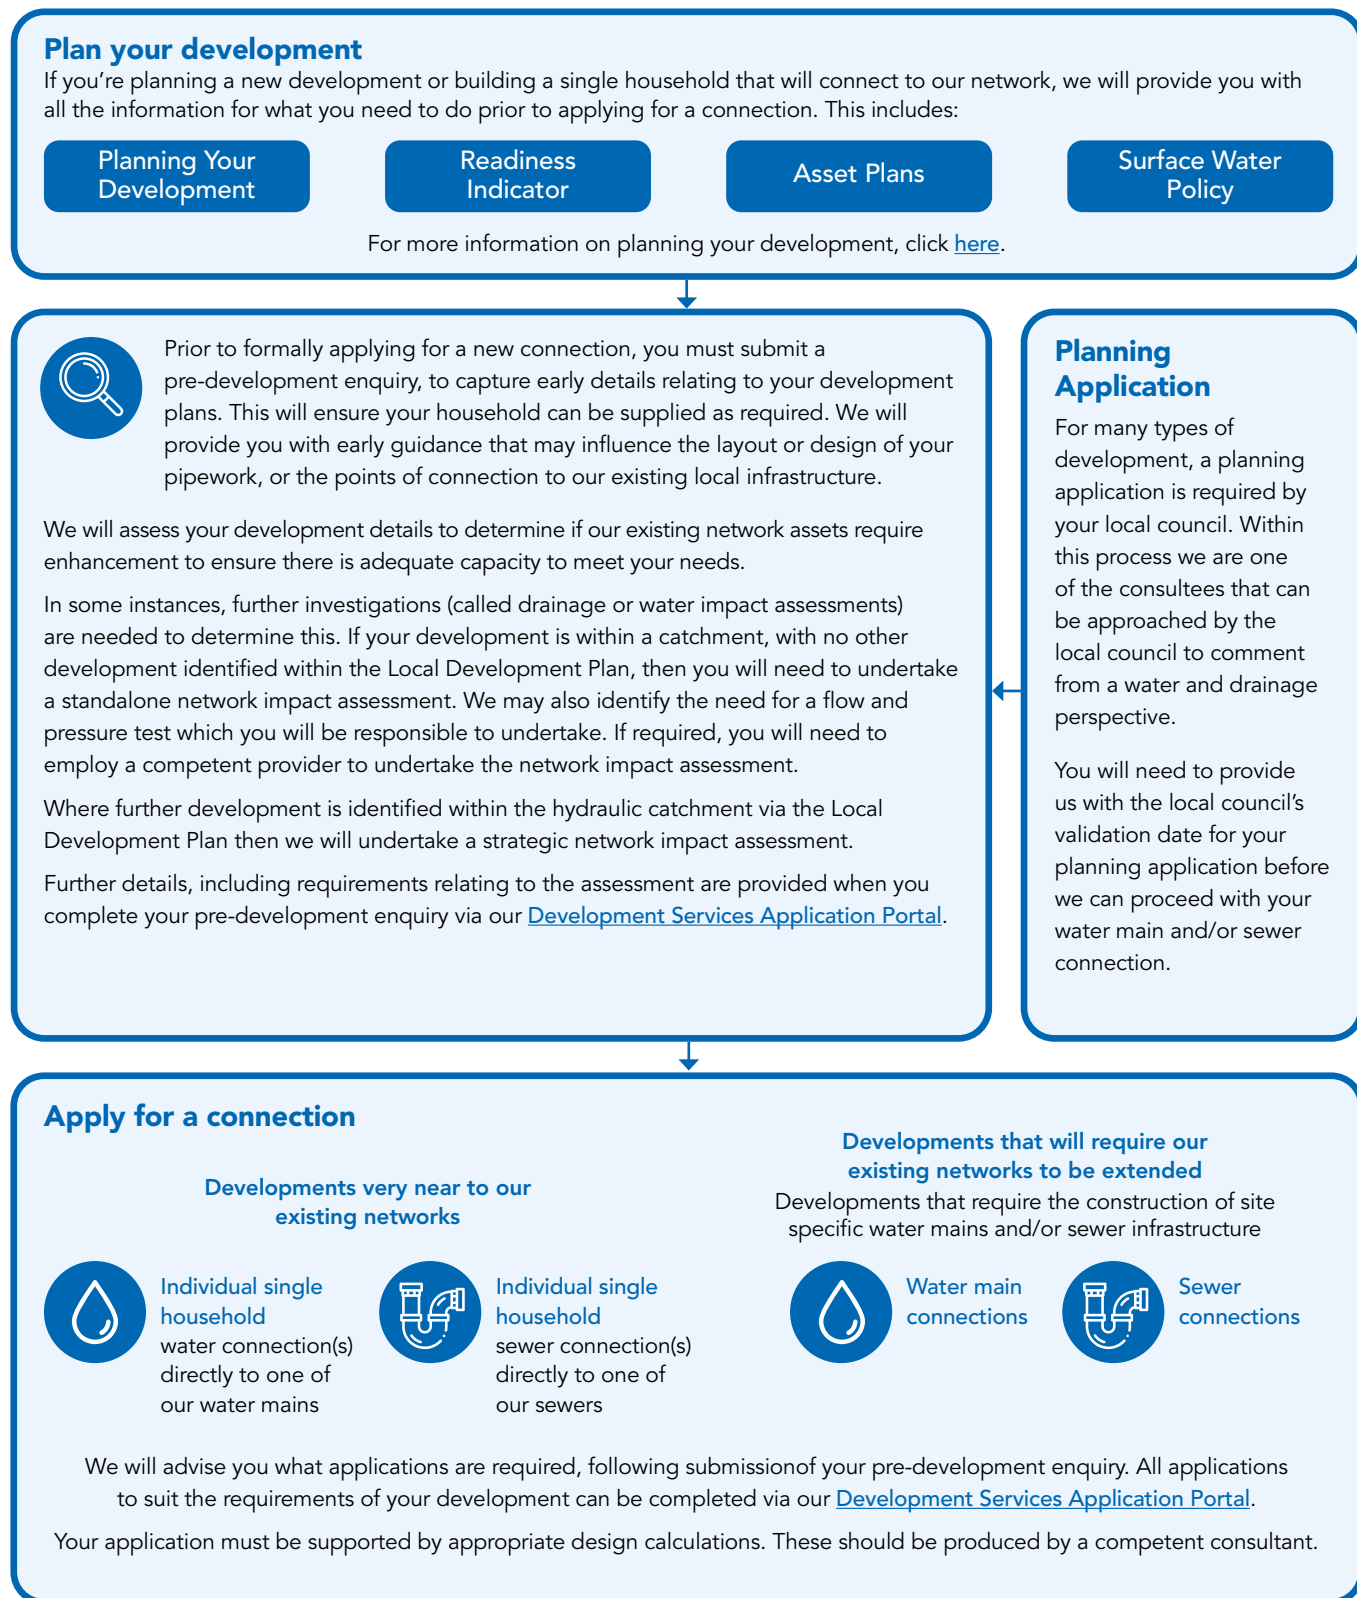 Plan your development
If you're planning a new development or building a single household that will connect to our network, we will provide you with
all the information for what you need to do prior to applying for a connection. This includes:
Planning Your
Development
Readiness
Indicator
Asset Plans
Surface Water
Policy
For more information on planning your development, click here.
Prior to formally applying for a new connection, you must submit a
pre-development enquiry, to capture early details relating to your development
plans. This will ensure your household can be supplied as required. We will
provide you with early guidance that may influence the layout or design of your
pipework, or the points of connection to our existing local infrastructure.
We will assess your development details to determine if our existing network assets require
enhancement to ensure there is adequate capacity to meet your needs.
In some instances, further investigations (called drainage or water impact assessments)
are needed to determine this. If your development is within a catchment, with no other
development identified within the Local Development Plan, then you will need to undertake
a standalone network impact assessment. We may also identify the need for a flow and
pressure test which you will be responsible to undertake. If required, you will need to
employ a competent provider to undertake the network impact assessment.
Where further development is identified within the hydraulic catchment via the Local
Development Plan then we will undertake a strategic network impact assessment.
Further details, including requirements relating to the assessment are provided when you
complete your pre-development enquiry via our Development Services Application Portal.
Planning
Application
For many types of
development, a planning
application is required by
your local council. Within
this process we are one
of the consultees that can
be approached by the
local council to comment
from a water and drainage
perspective.
You will need to provide
us with the local council's
validation date for your
planning application before
we can proceed with your
water main and/or sewer
connection.
Apply for a connection
Developments very near to our
existing networks
Individual single
household
water connection(s)
directly to one of
our water mains
Individual single
household
sewer connection(s)
directly to one of
our sewers
Developments that will require our
existing networks to be extended
Developments that require the construction of site
specific water mains and/or sewer infrastructure
Water main
connections
Sewer
connections
We will advise you what applications are required, following submissionof your pre-development enquiry. All applications
to suit the requirements of your development can be completed via our Development Services Application Portal.
Your application must be supported by appropriate design calculations. These should be produced by a competent consultant.